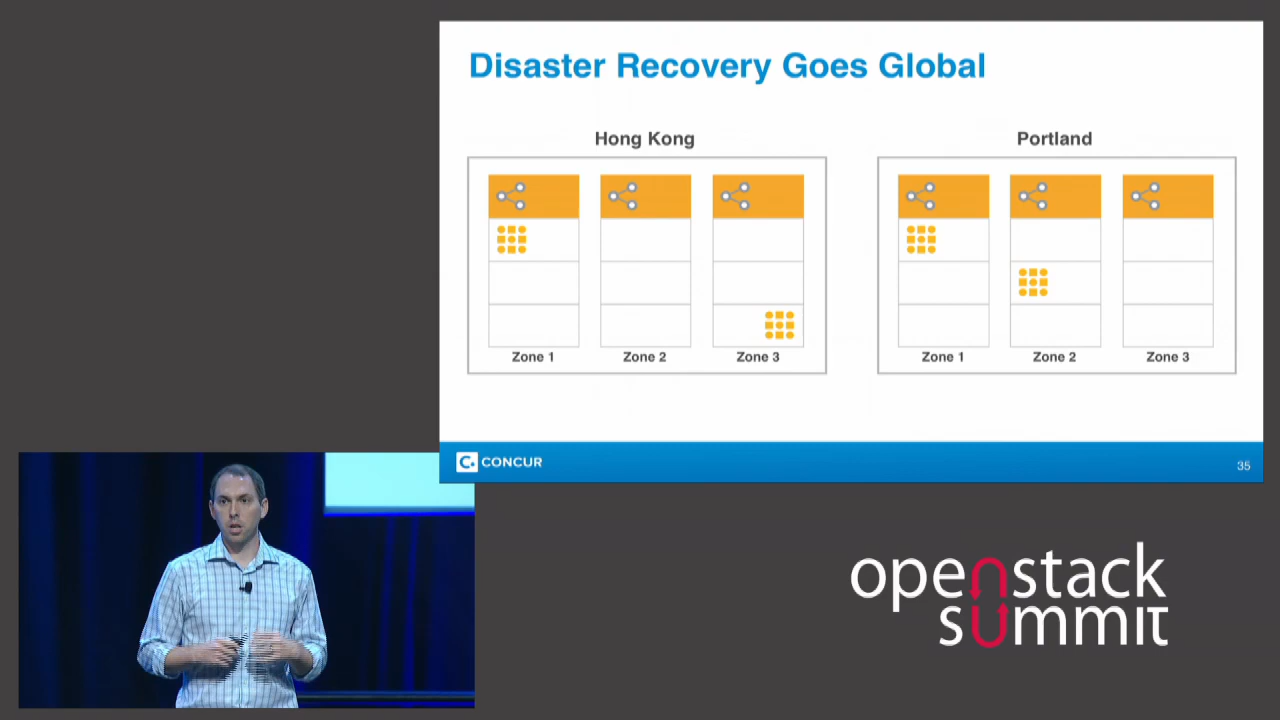 Disaster Recovery Goes Global
Hong Kong
Portland
Zone 1
Zone 2
Zone 3
Zone 1
Zone 2
Zone 3
C. CONCUR
35
openstack
summit